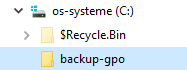 os-systeme (C:)
$Recycle.Bin
backup-gpo